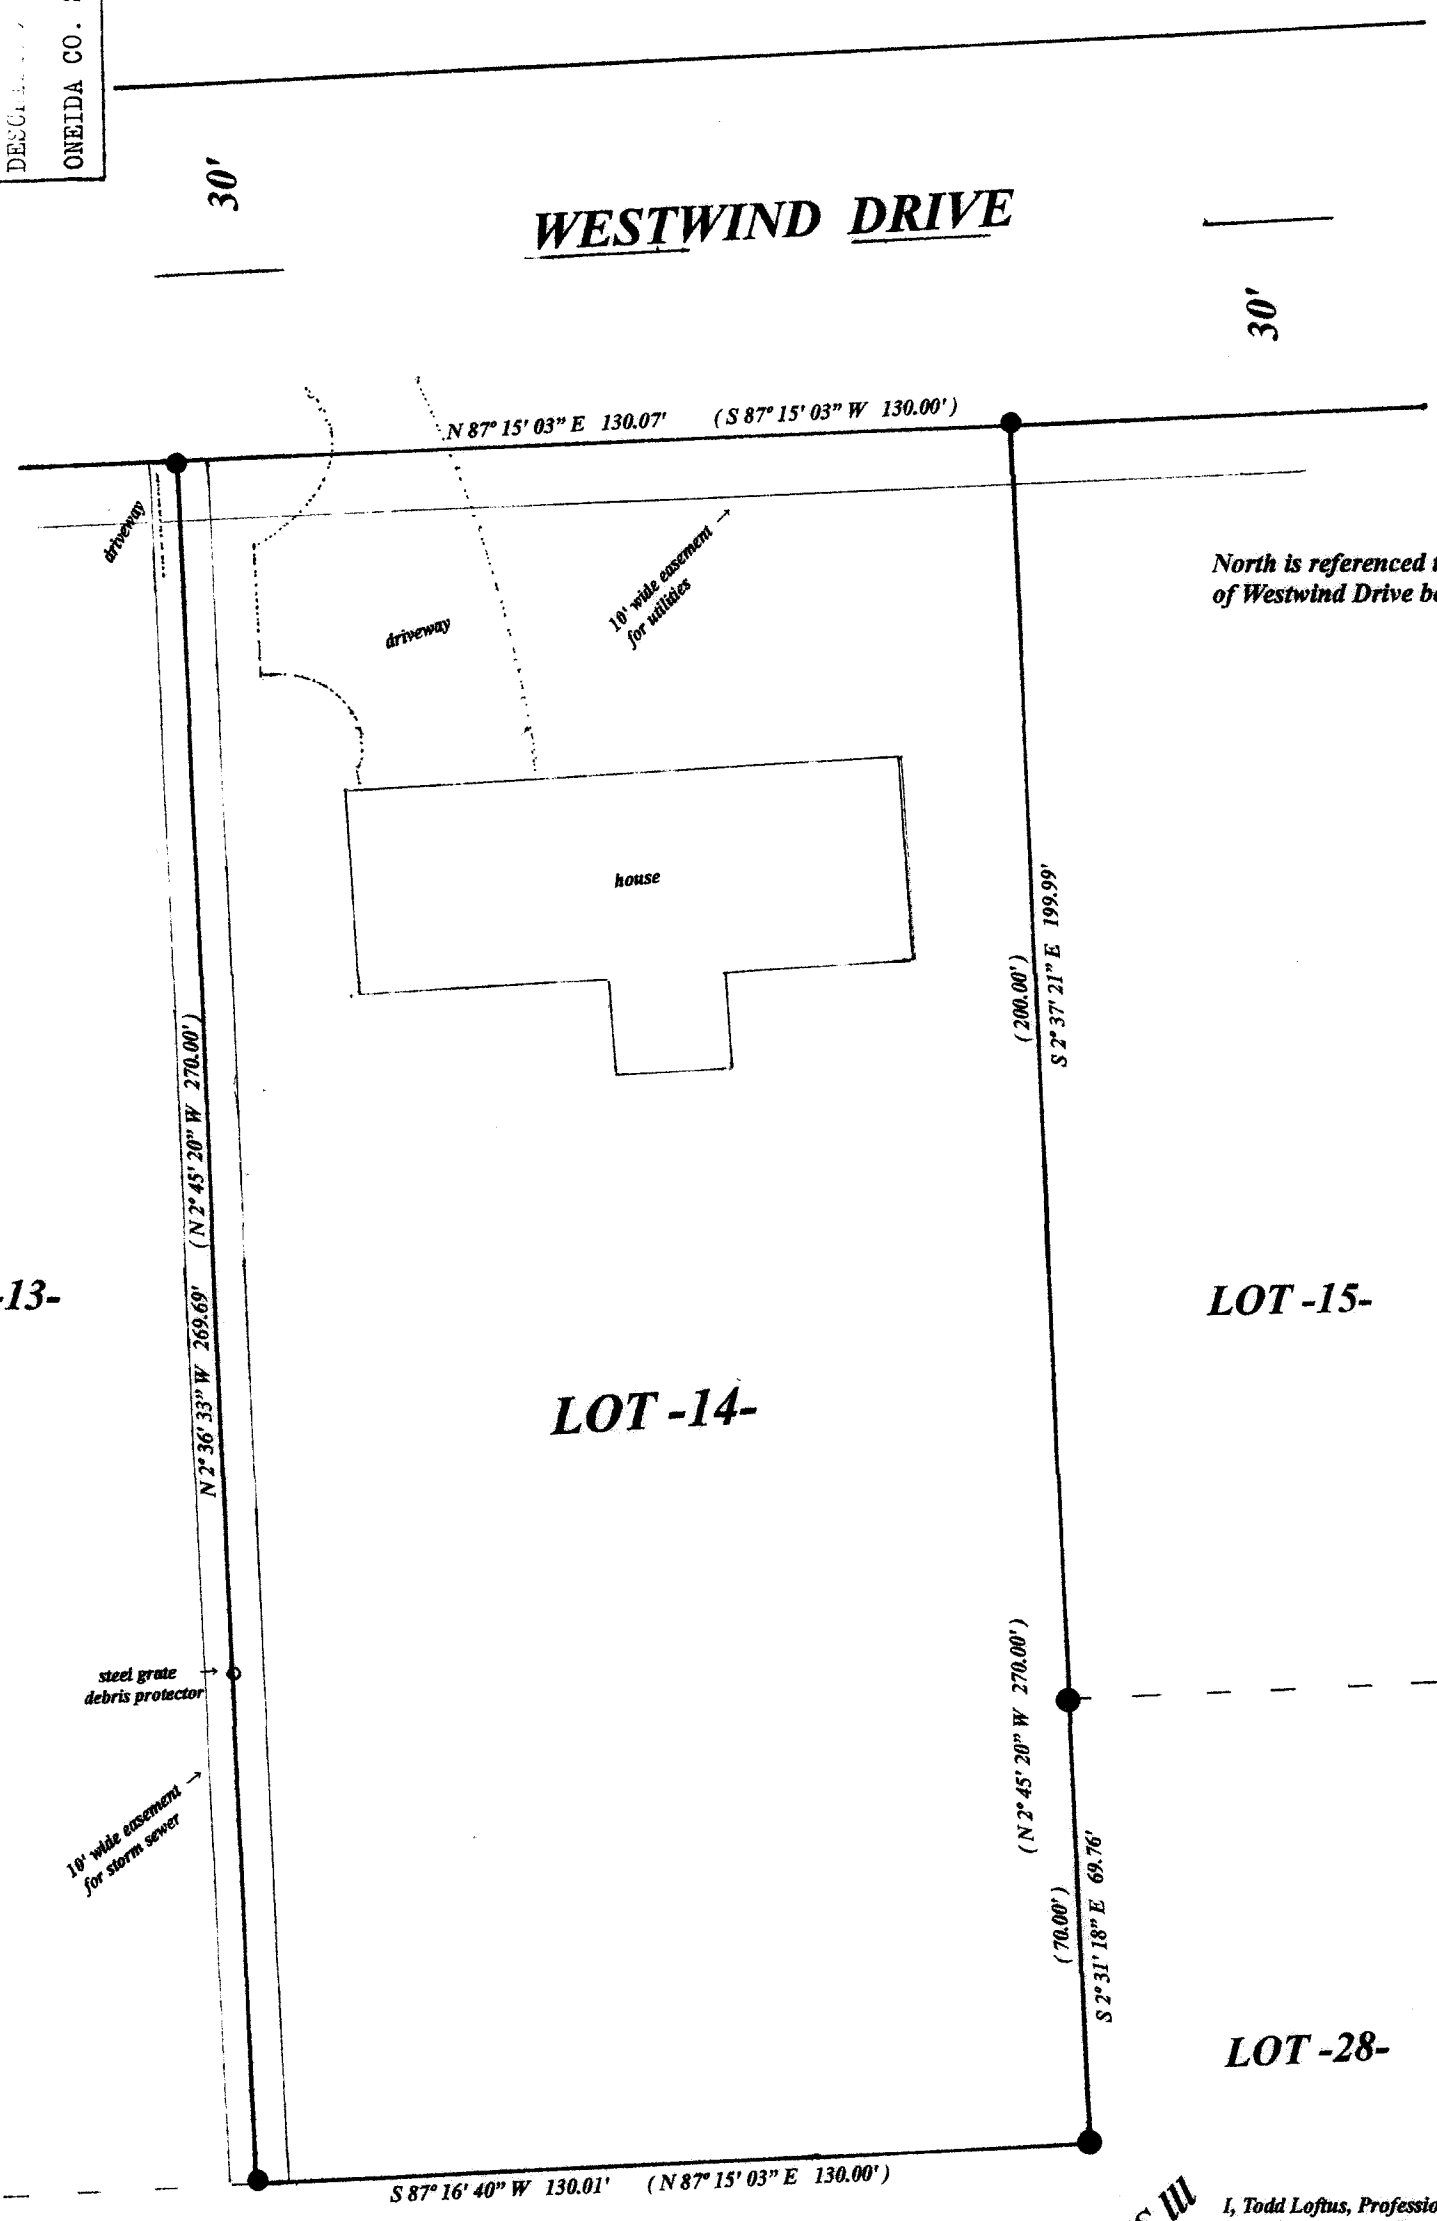 ONEIDA CO.
30'
WESTWIND DRIVE
30'
N 87° 15' 03" E 130.07' ( S 87° 15' 03" W 130.00' )
driveway
10' wide easement
for utilities
driveway
North is referenced
of Westwind Drive
house
( 200.00' )
S 2° 37' 21" E 199.99'
N 2° 36' 33" W 269.69' ( N 2° 45' 20" W 270.00' )
-13-
LOT -15-
LOT -14-
steel grate
debris protector
10' wide easement
for storm sewer
( N 2° 45' 20" W 270.00' )
( 70.00' )
S 2° 31' 18" E 69.76'
LOT -28-
S 87° 16' 40" W 130.01' ( N 87° 15' 03" E 130.00' )
I, Todd Loftus,